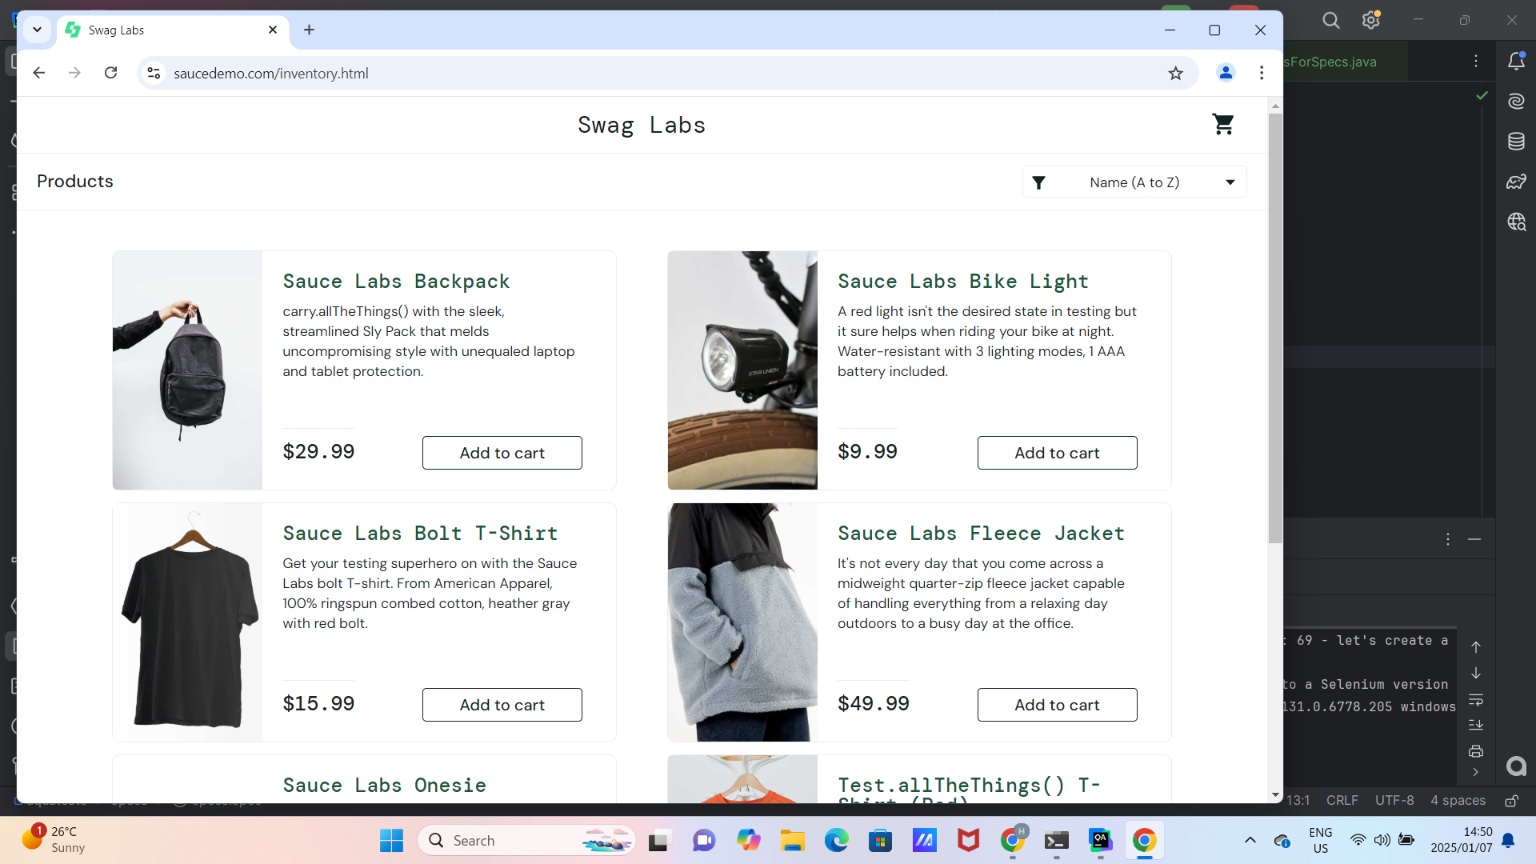 Swag Labs
saucedemo.com/inventory.html
sForSpecs.java
Swag Labs
Products
Name (A to Z)
Sauce Labs Backpack
carry.allTheThings() with the sleek,
streamlined Sly Pack that melds
uncompromising style with unequaled laptop
and tablet protection.
$29.99
Add to cart
Sauce Labs Bike Light
A red light isn't the desired state in testing but
it sure helps when riding your bike at night.
Water-resistant with 3 lighting modes, 1 AAA
battery included.
$9.99
Add to cart
Sauce Labs Bolt T-Shirt
Get your testing superhero on with the Sauce
Labs bolt T-shirt. From American Apparel,
100% ringspun combed cotton, heather gray
with red bolt.
$15.99
Add to cart
Sauce Labs Fleece Jacket
It's not every day that you come across a
midweight quarter-zip fleece jacket capable
of handling everything from a relaxing day
outdoors to a busy day at the office.
$49.99
Add to cart
Sauce Labs Onesie
Test.allTheThings() T-
Shirt (Red)
: 69 - let's create a
to a Selenium version
131.0.6778.205 windows
13:1 CRLF UTF-8 4 spaces
1
26°C
Sunny
Search
QA
H
ENG
US
14:50
2025/01/07